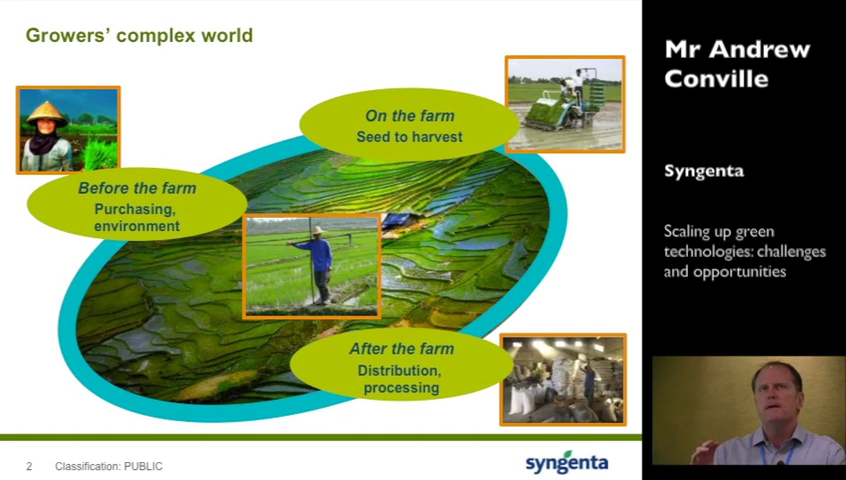 Growers’ complex world
On the farm
Seed to harvest
Before the farm
Purchasing,
environment
After the farm
Distribution,
processing
2 Classification: PUBLIC
syngenta
Mr Andrew
Conville
Syngenta
Scaling up green
technologies: challenges
and opportunities